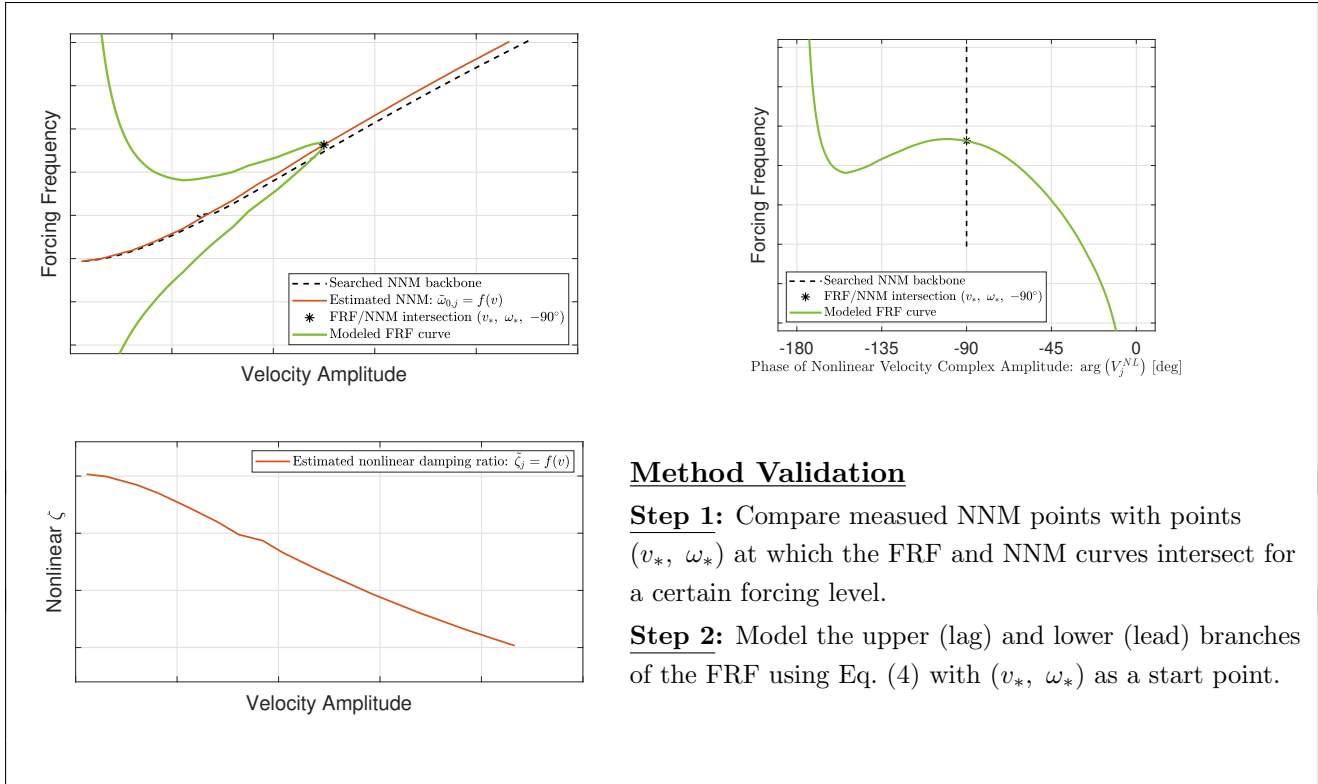 Forcing Frequency
Searched NNM backbone
Estimated NNM: ω̃₀,ⱼ = f(v)
FRF/NNM intersection (v*, ω*, −90°)
Modeled FRF curve
Velocity Amplitude
Forcing Frequency
Searched NNM backbone
FRF/NNM intersection (v*, ω*, −90°)
Modeled FRF curve
-180 -135 -90 -45 0
Phase of Nonlinear Velocity Complex Amplitude: arg (Vⱼᴺᴸ) [deg]
Nonlinear ζ
Estimated nonlinear damping ratio: ζ̃ⱼ = f(v)
Velocity Amplitude
Method Validation
Step 1: Compare measued NNM points with points
(v*, ω*) at which the FRF and NNM curves intersect for
a certain forcing level.
Step 2: Model the upper (lag) and lower (lead) branches
of the FRF using Eq. (4) with (v*, ω*) as a start point.